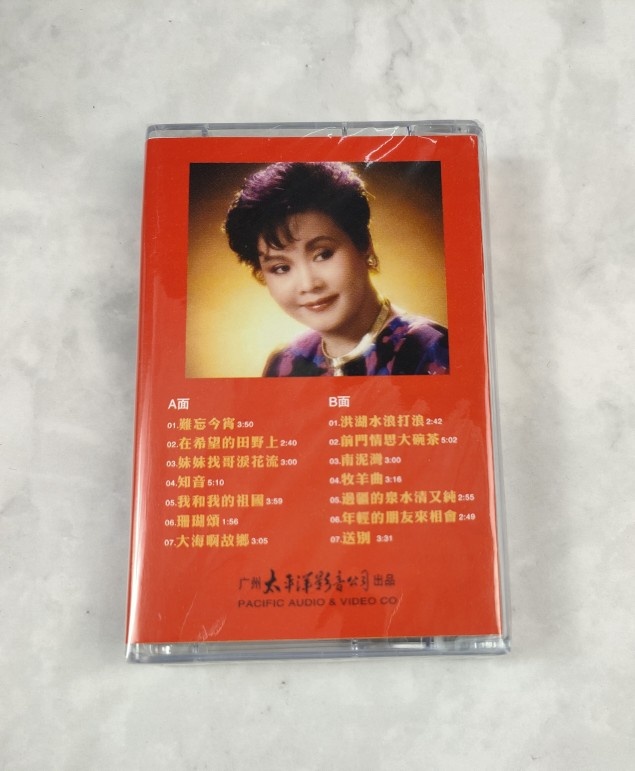 A面
01.難忘今宵3:50
02.在希望的田野上2:40
03.妹妹找哥淚花流3:00
04.知音5:10
05.我和我的祖國3:59
06.珊瑚頌1:56
07.大海啊故鄉3:05
B面
01.洪湖水浪打浪2:42
02.前門情思大碗茶5:02
03.南泥灣3:00
04.牧羊曲3:16
05.邊疆的泉水清又純2:55
06.年輕的朋友來相會2:49
07.送別 3:31
广州太平洋影音公司出品
PACIFIC AUDIO & VIDEO CO